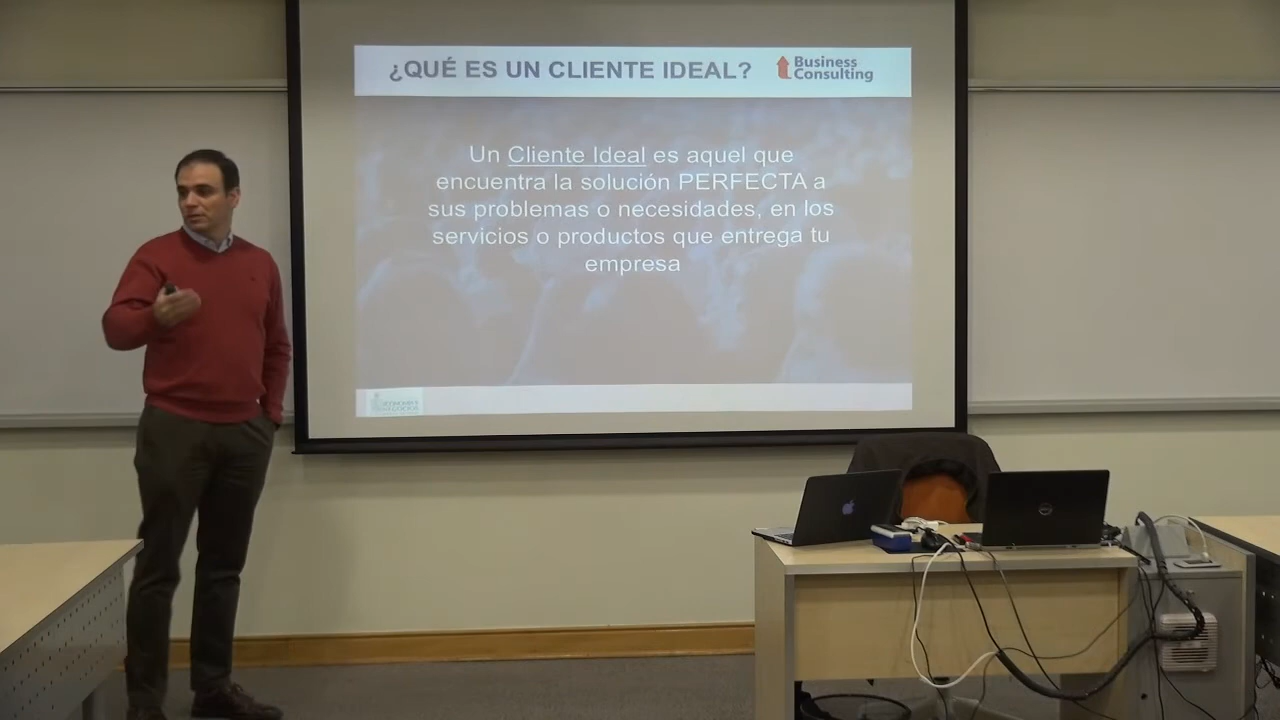 ¿QUÉ ES UN CLIENTE IDEAL?
Business
Consulting
Un Cliente Ideal es aquel que
encuentra la solución PERFECTA a
sus problemas o necesidades, en los
servicios o productos que entrega tu
empresa